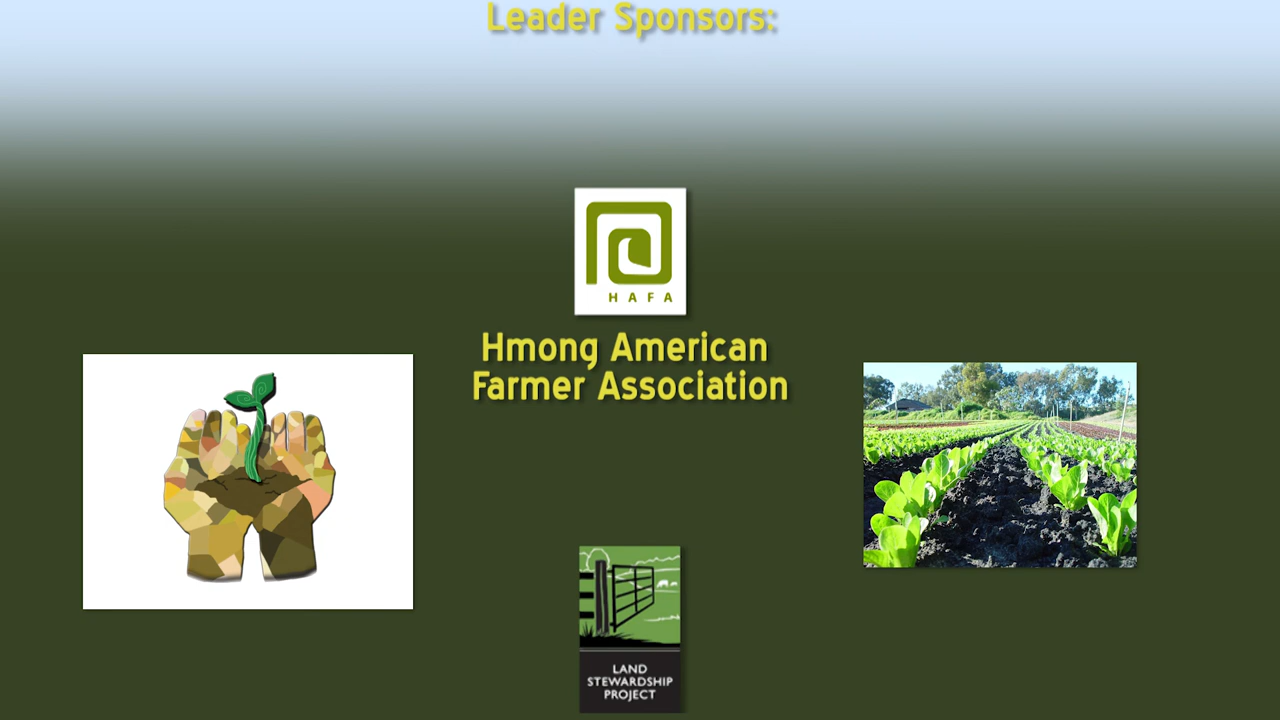 Leader Sponsors:
HAFA
Hmong American
Farmer Association
LAND
STEWARDSHIP
PROJECT